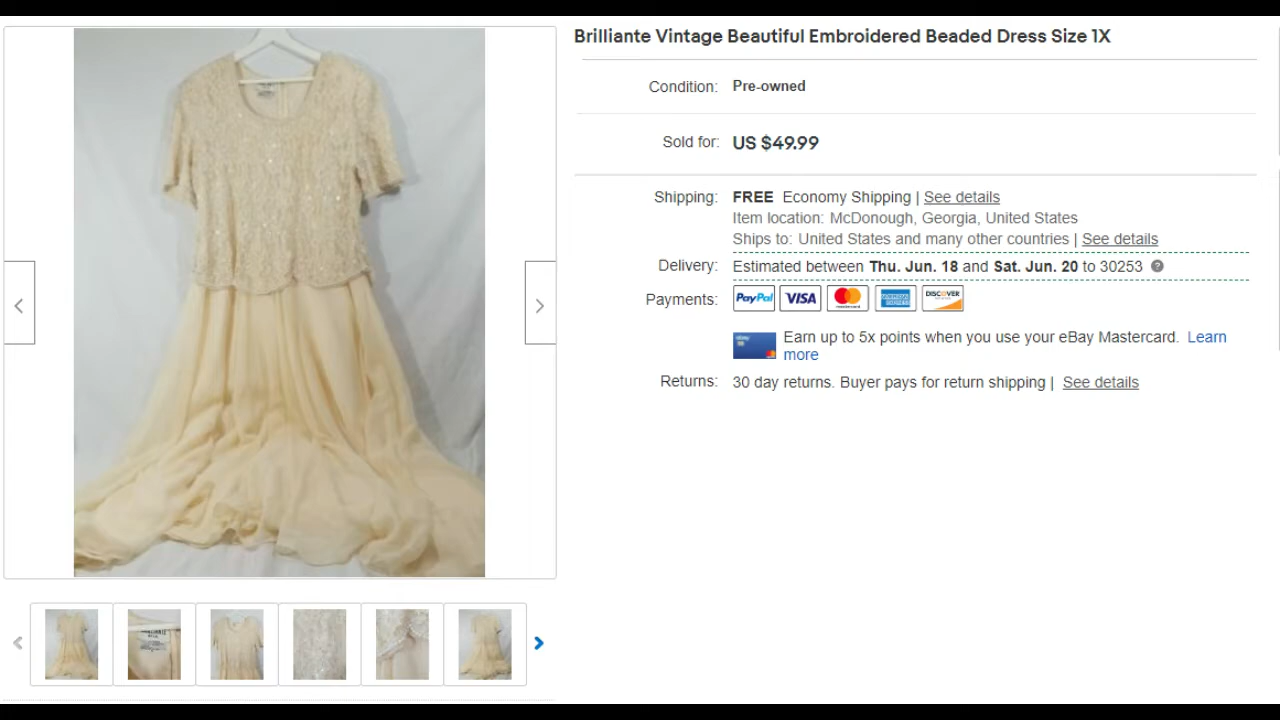 Brilliante Vintage Beautiful Embroidered Beaded Dress Size 1X
Condition: Pre-owned
Sold for: US $49.99
Shipping: FREE Economy Shipping | See details
Item location: McDonough, Georgia, United States
Ships to: United States and many other countries | See details
Delivery: Estimated between Thu. Jun. 18 and Sat. Jun. 20 to 30253
Payments: PayPal VISA mastercard AMERICAN EXPRESS DISCOVER
Earn up to 5x points when you use your eBay Mastercard. Learn
more
Returns: 30 day returns. Buyer pays for return shipping | See details